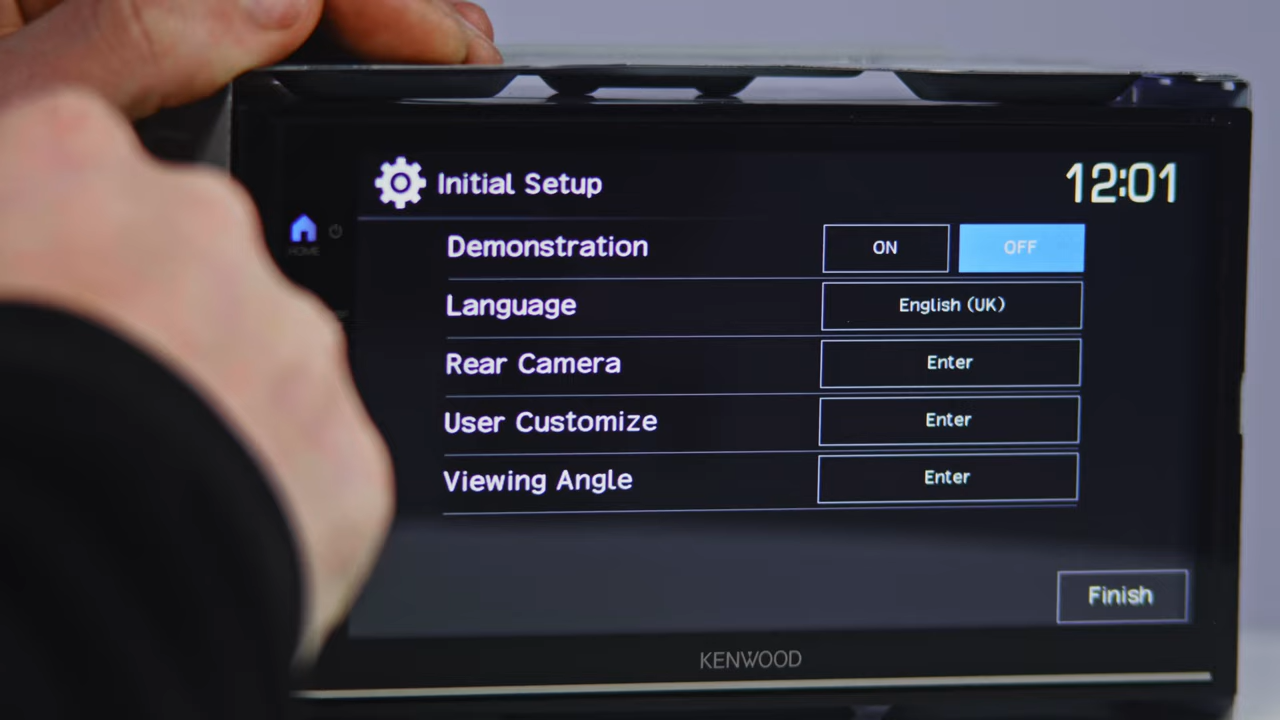 Initial Setup 12:01
Demonstration ON OFF
HOME
Language English (UK)
Rear Camera Enter
User Customize Enter
Viewing Angle Enter
Finish
KENWOOD